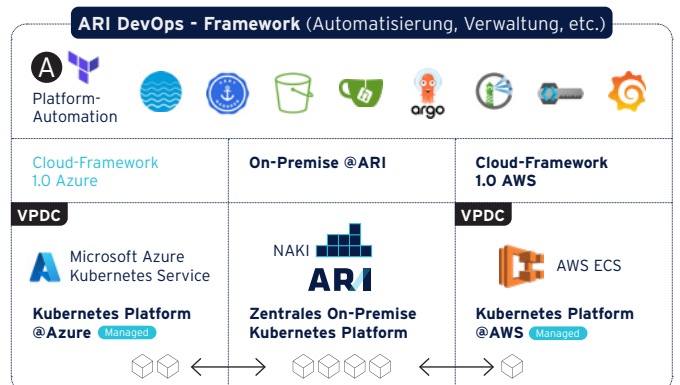 ARI DevOps - Framework (Automatisierung, Verwaltung, etc.)
A
Platform-
Automation
argo
Cloud-Framework
1.0 Azure
On-Premise @ARI
Cloud-Framework
1.0 AWS
VPDC
VPDC
Microsoft Azure
Kubernetes Service
NAKI
ARI
AWS ECS
Kubernetes Platform
@Azure Managed
Zentrales On-Premise
Kubernetes Platform
Kubernetes Platform
@AWS Managed